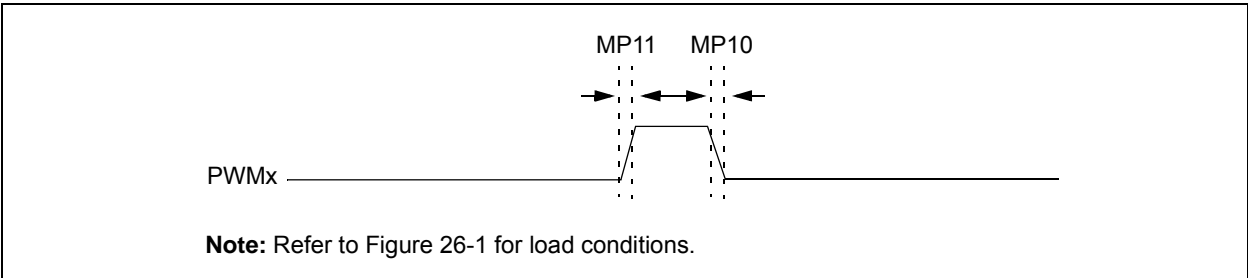 MP11 MP10
PWMx
Note: Refer to Figure 26-1 for load conditions.